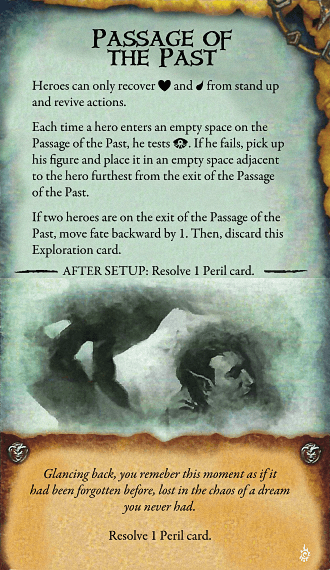 PASSAGE OF
THE PAST
Heroes can only recover and from stand up
and revive actions.
Each time a hero enters an empty space on the
Passage of the Past, he tests . If he fails, pick up
his figure and place it in an empty space adjacent
to the hero furthest from the exit of the Passage
of the Past.
If two heroes are on the exit of the Passage of the
Past, move fate backward by 1. Then, discard this
Exploration card.
AFTER SETUP: Resolve 1 Peril card.
Glancing back, you remeber this moment as if it
had been forgotten before, lost in the chaos of a dream
you never had.
Resolve 1 Peril card.